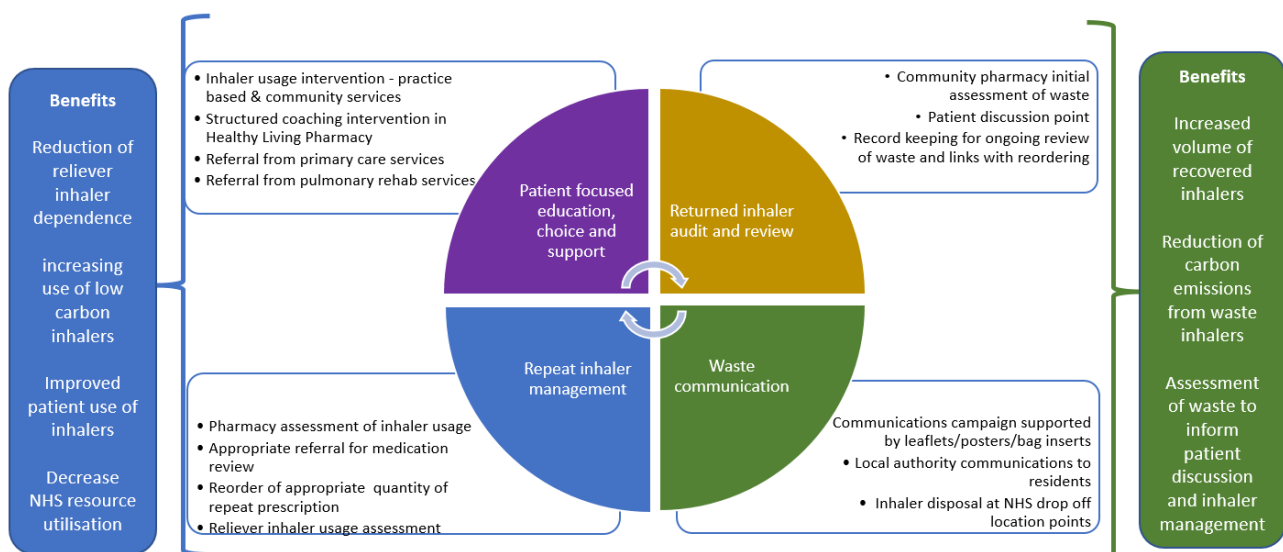 Benefits
Reduction of
reliever
inhaler
dependence
increasing
use of low
carbon
inhalers
Improved
patient use of
inhalers
Decrease
NHS resource
utilisation
• Inhaler usage intervention - practice
based & community services
• Structured coaching intervention in
Healthy Living Pharmacy
• Referral from primary care services
• Referral from pulmonary rehab services
Patient focused
education,
choice and
support
• Community pharmacy initial
assessment of waste
• Patient discussion point
• Record keeping for ongoing review
of waste and links with reordering
Returned inhaler
audit and review
Repeat inhaler
management
• Pharmacy assessment of inhaler usage
• Appropriate referral for medication
review
• Reorder of appropriate quantity of
repeat prescription
• Reliever inhaler usage assessment
Waste
communication
Communications campaign supported
by leaflets/posters/bag inserts
• Local authority communications to
residents
• Inhaler disposal at NHS drop off
location points
Benefits
Increased
volume of
recovered
inhalers
Reduction of
carbon
emissions
from waste
inhalers
Assessment
of waste to
inform
patient
discussion
and inhaler
management